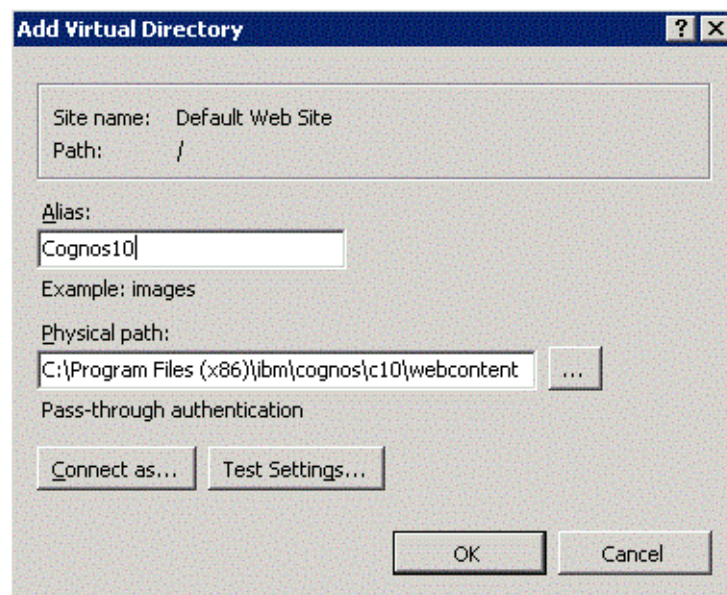 Add Virtual Directory
Site name: Default Web Site
Path: /
Alias:
Cognos10
Example: images
Physical path:
C:\Program Files (x86)\ibm\cognos\c10\webcontent ...
Pass-through authentication
Connect as... Test Settings...
OK Cancel